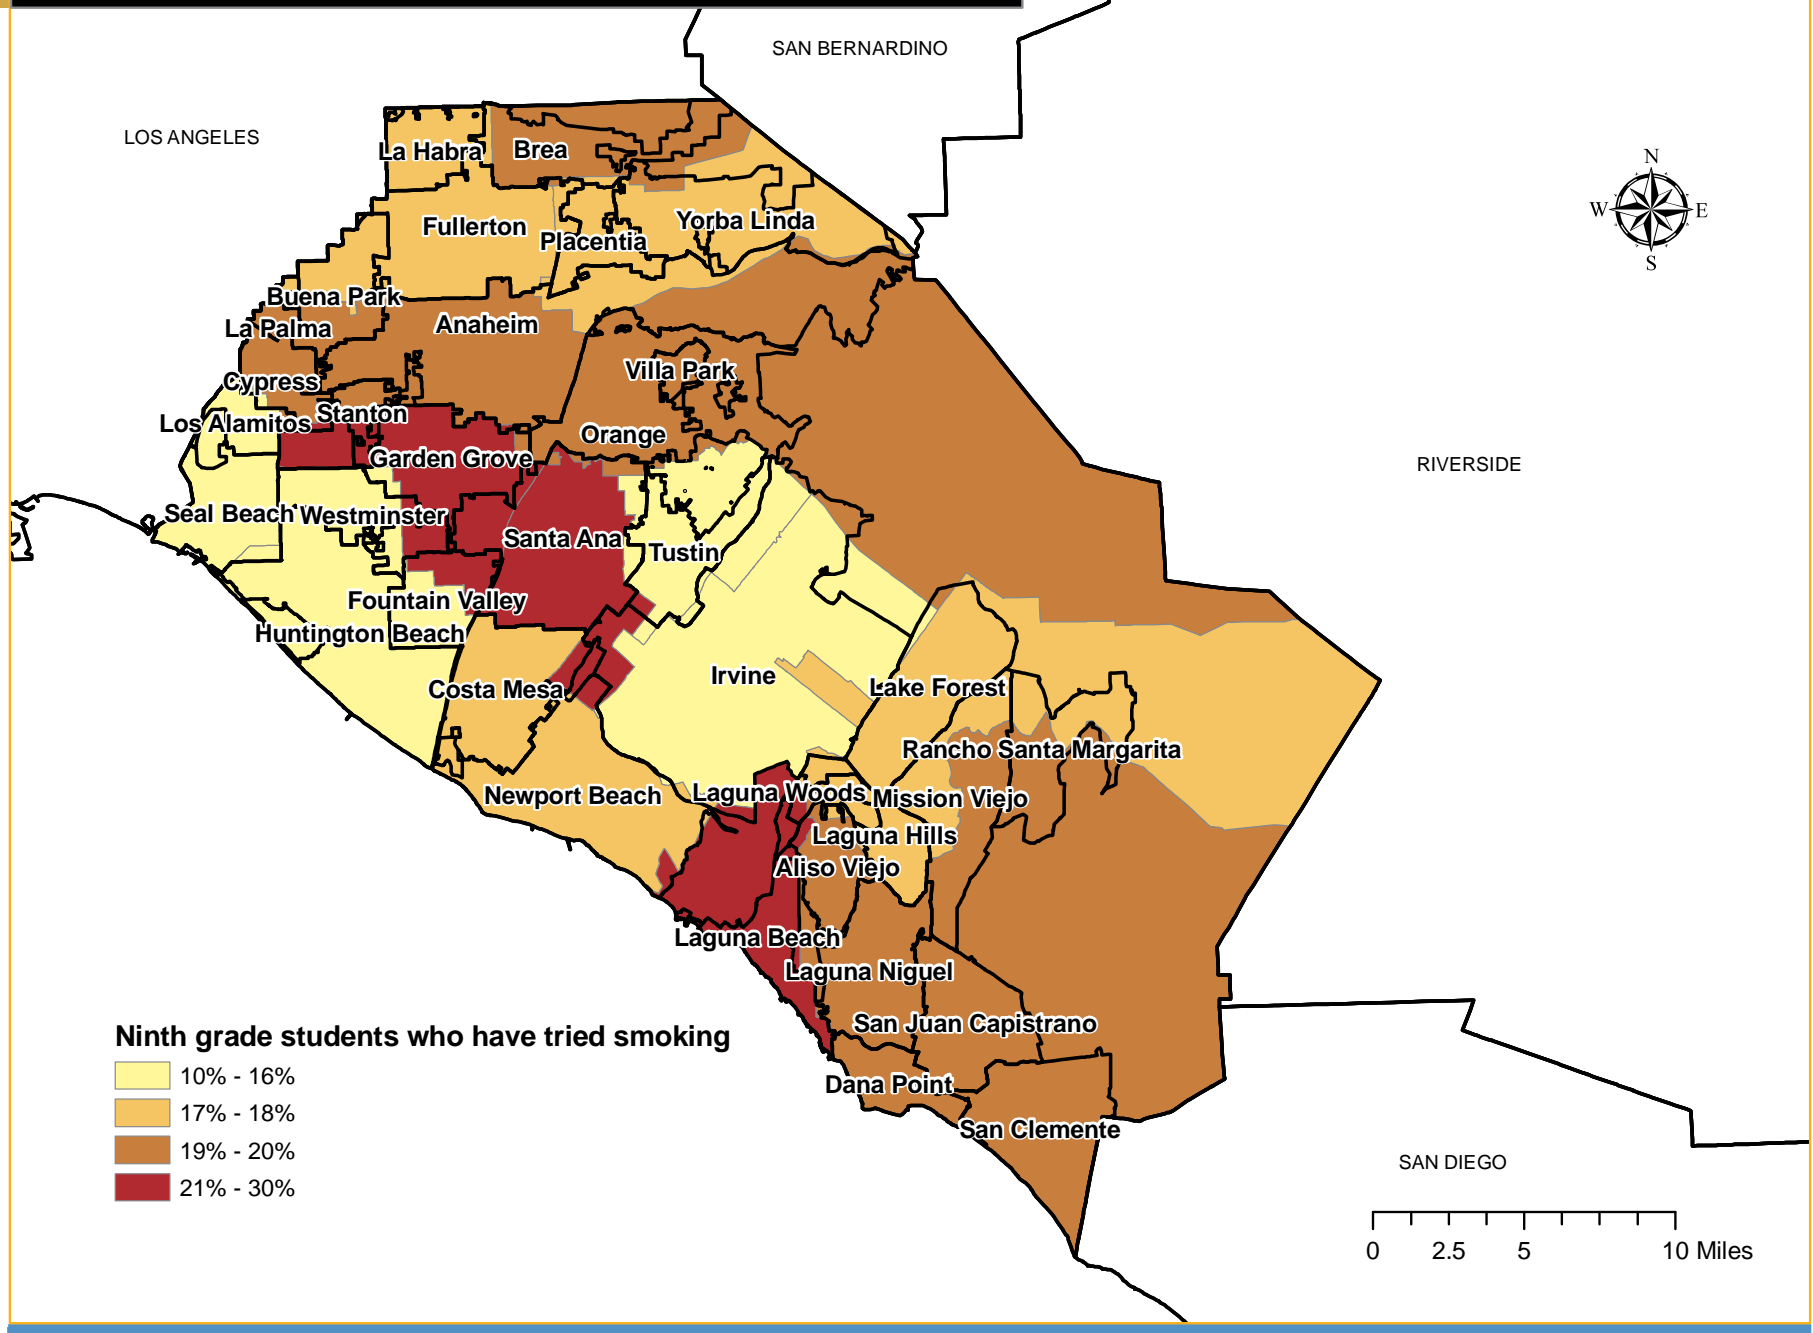 SAN BERNARDINO
LOS ANGELES
La Habra
Brea
N
W
E
S
Fullerton
Placentia
Yorba Linda
Buena Park
La Palma
Anaheim
Cypress
Villa Park
Los Alamitos
Stanton
Orange
Garden Grove
RIVERSIDE
Seal Beach
Westminster
Santa Ana
Tustin
Fountain Valley
Huntington Beach
Irvine
Costa Mesa
Lake Forest
Rancho Santa Margarita
Newport Beach
Laguna Woods
Mission Viejo
Laguna Hills
Aliso Viejo
Laguna Beach
Laguna Niguel
San Juan Capistrano
Dana Point
San Clemente
SAN DIEGO
Ninth grade students who have tried smoking
10% - 16%
17% - 18%
19% - 20%
21% - 30%
0 2.5 5 10 Miles